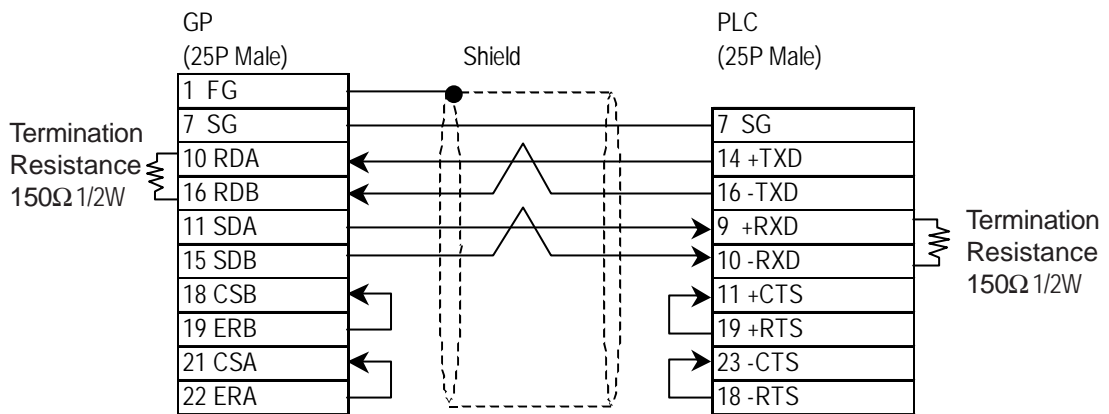 GP
(25P Male)
Shield
PLC
(25P Male)
1 FG
7 SG
10 RDA
16 RDB
11 SDA
15 SDB
18 CSB
19 ERB
21 CSA
22 ERA
Termination
Resistance
150Ω 1/2W
7 SG
14 +TXD
16 -TXD
9 +RXD
10 -RXD
11 +CTS
19 +RTS
23 -CTS
18 -RTS
Termination
Resistance
150Ω 1/2W